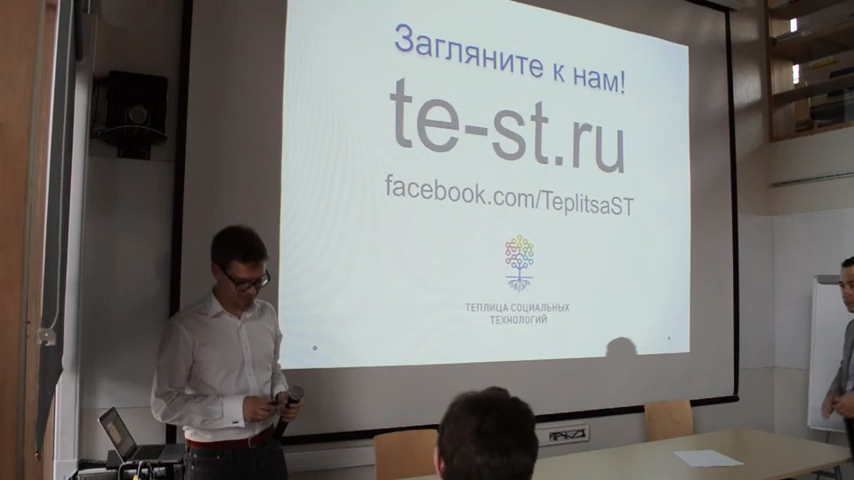 Загляните к нам!
te-st.ru
facebook.com/TeplitsaST
ТЕПЛИЦА СОЦИАЛЬНЫХ
ТЕХНОЛОГИЙ